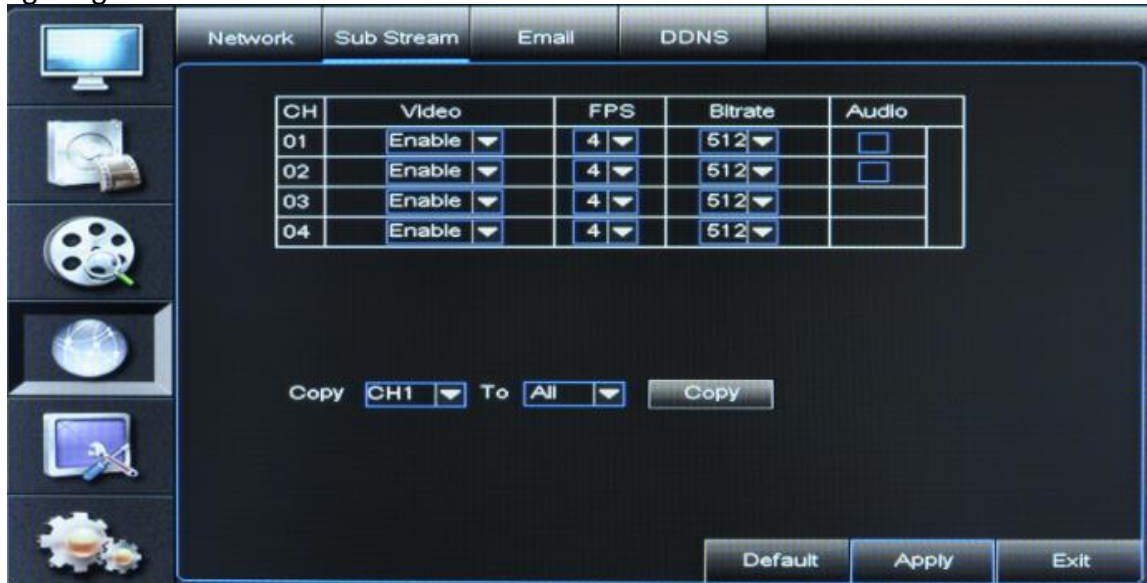 Network Sub Stream Email DDNS
CH Video FPS Bitrate Audio
01 Enable 4 512
02 Enable 4 512
03 Enable 4 512
04 Enable 4 512
Copy CH1 To All Copy
Default Apply Exit